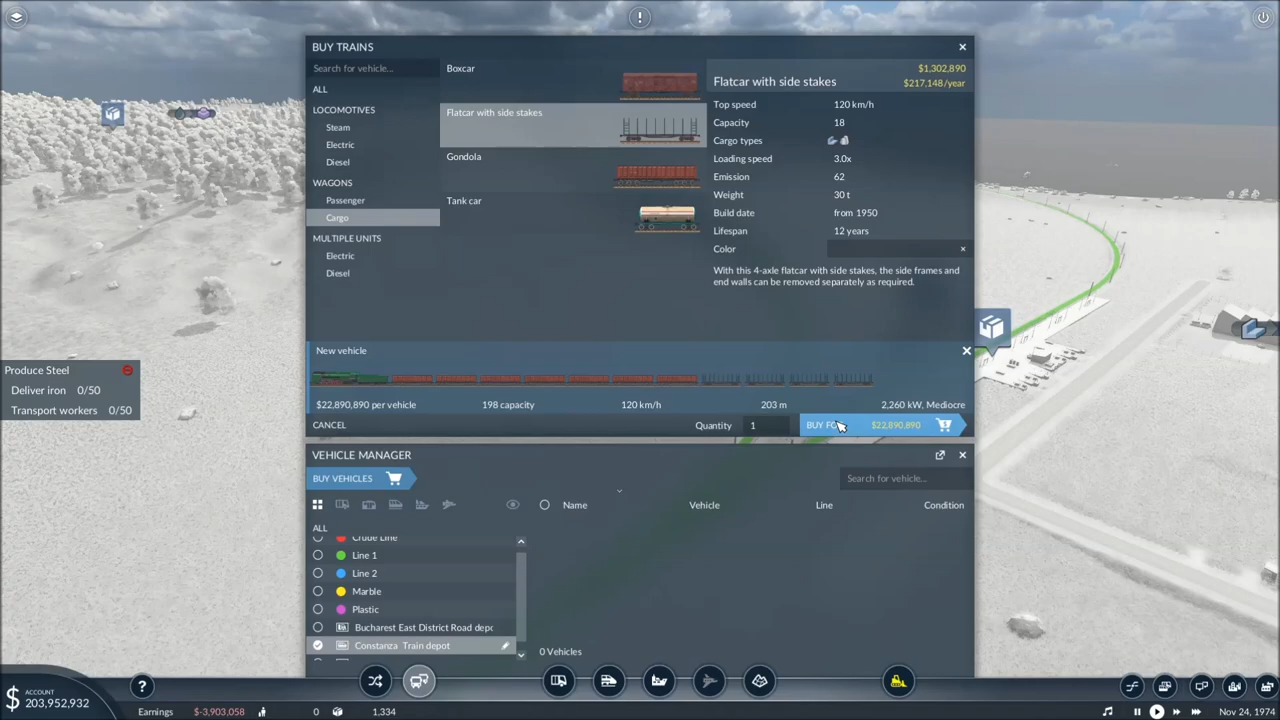 BUY TRAINS
Search for vehicle...
ALL
LOCOMOTIVES
Steam
Electric
Diesel
WAGONS
Passenger
Cargo
MULTIPLE UNITS
Electric
Diesel
Boxcar
Flatcar with side stakes
Gondola
Tank car
Flatcar with side stakes
$1,302,890
$217,148/year
Top speed 120 km/h
Capacity 18
Cargo types
Loading speed 3.0x
Emission 62
Weight 30 t
Build date from 1950
Lifespan 12 years
Color
With this 4-axle flatcar with side stakes, the side frames and
end walls can be removed separately as required.
Produce Steel
Deliver iron 0/50
Transport workers 0/50
New vehicle
$22,890,890 per vehicle 198 capacity 120 km/h 203 m 2,260 kW, Mediocre
CANCEL Quantity 1 BUY FO $22,890,890
VEHICLE MANAGER
BUY VEHICLES Search for vehicle...
Name Vehicle Line Condition
ALL
Crude Line
Line 1
Line 2
Marble
Plastic
Bucharest East District Road depo
Constanza Train depot
0 Vehicles
$ ACCOUNT
203,952,932
?
Earnings $-3,903,058 0 1,334 Nov 24, 1974